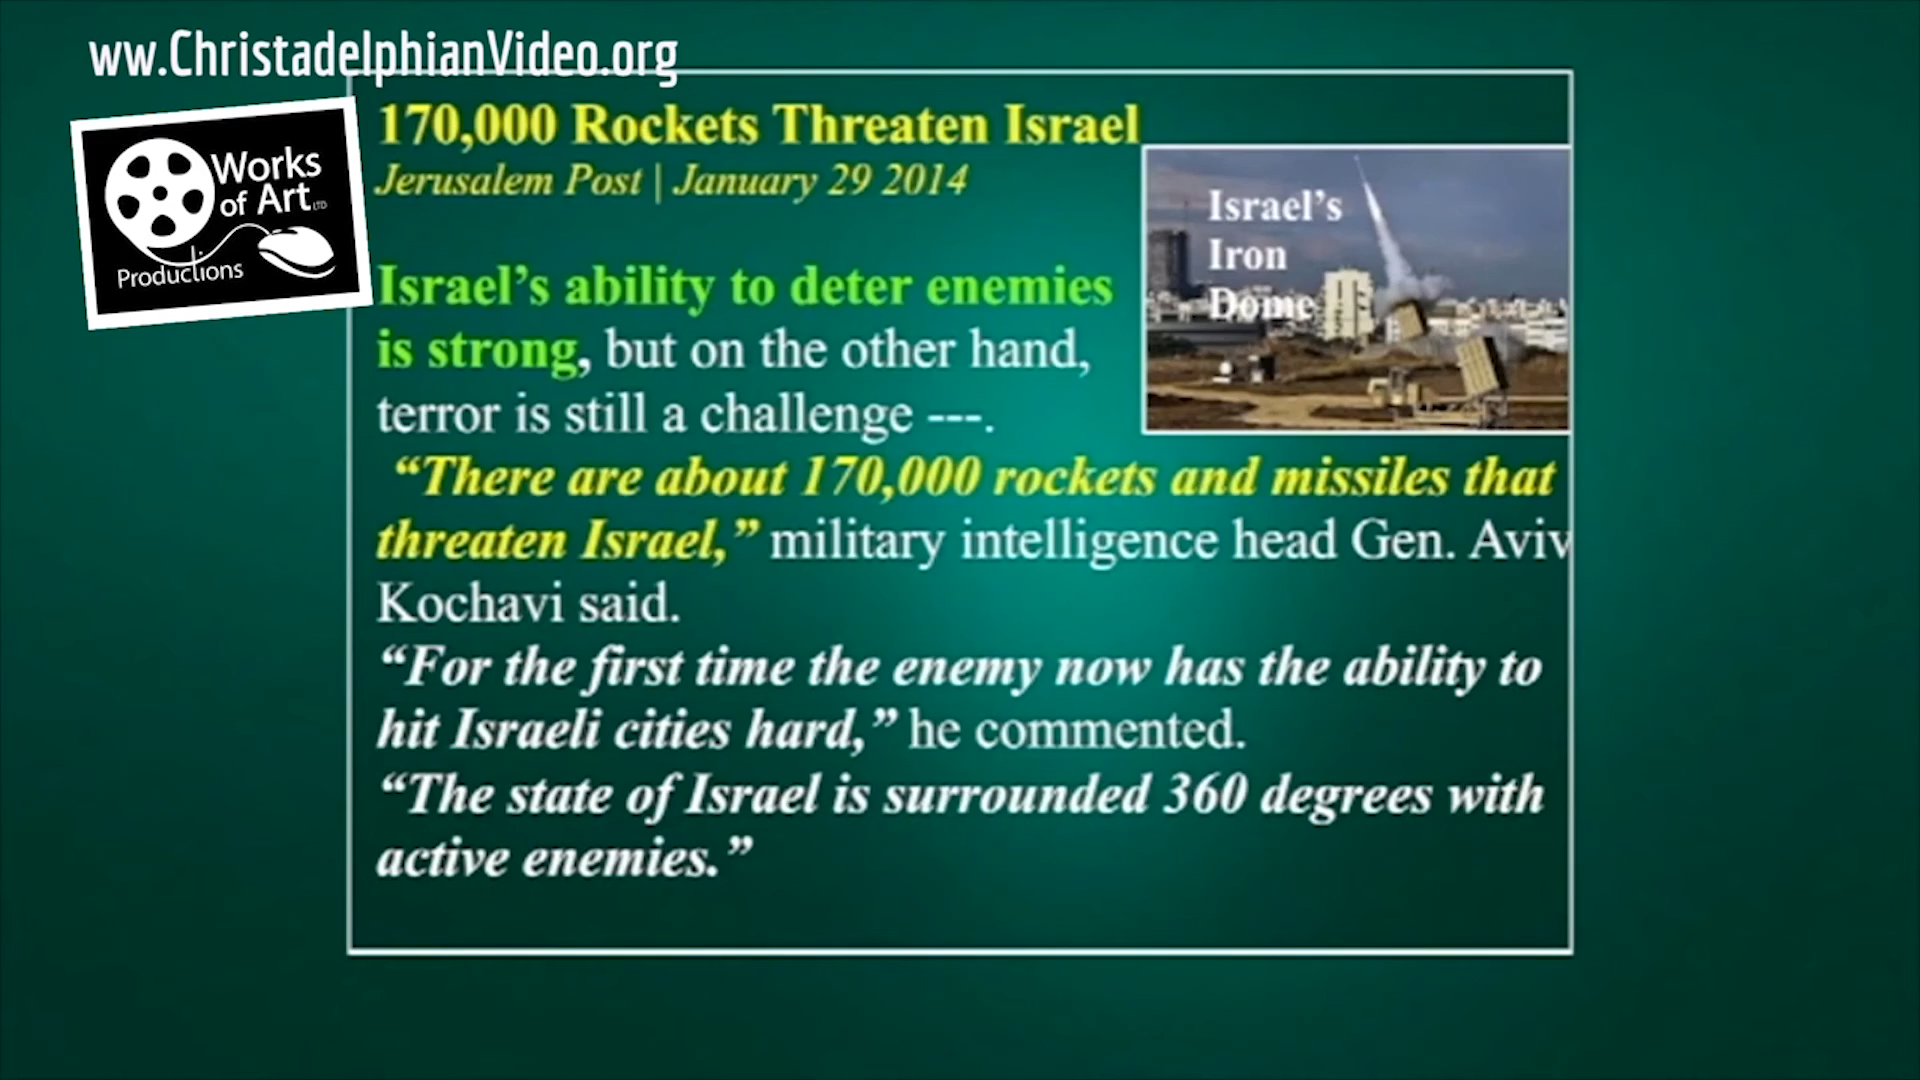 ww.ChristadelphianVideo.org
Works
of Art LTD
Productions
170,000 Rockets Threaten Israel
Jerusalem Post | January 29 2014
Israel’s
Iron
Dome
Israel’s ability to deter enemies
is strong, but on the other hand,
terror is still a challenge ---.
“There are about 170,000 rockets and missiles that
threaten Israel,” military intelligence head Gen. Aviv
Kochavi said.
“For the first time the enemy now has the ability to
hit Israeli cities hard,” he commented.
“The state of Israel is surrounded 360 degrees with
active enemies.”